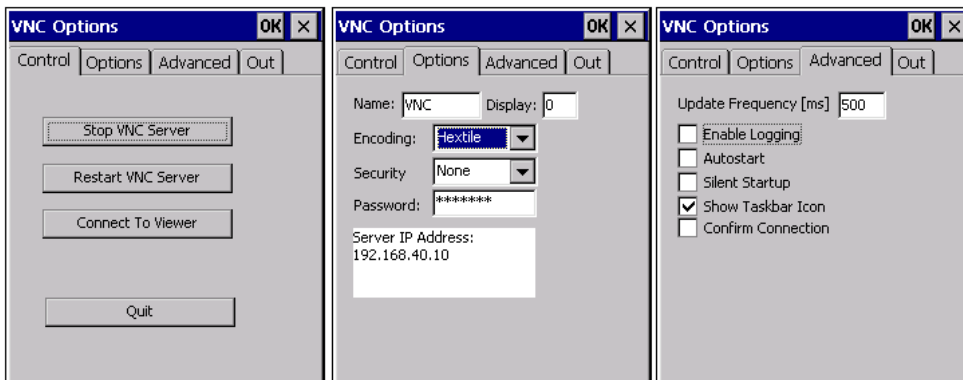 VNC Options OK ×
Control Options Advanced Out
Stop VNC Server
Restart VNC Server
Connect To Viewer
Quit
VNC Options OK ×
Control Options Advanced Out
Name: VNC Display: 0
Encoding: Hextile
Security None
Password: *******
Server IP Address:
192.168.40.10
VNC Options OK ×
Control Options Advanced Out
Update Frequency [ms] 500
Enable Logging
Autostart
Silent Startup
Show Taskbar Icon
Confirm Connection